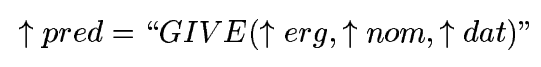 ↑ pred = “GIVE(↑ erg,↑ nom,↑ dat)”